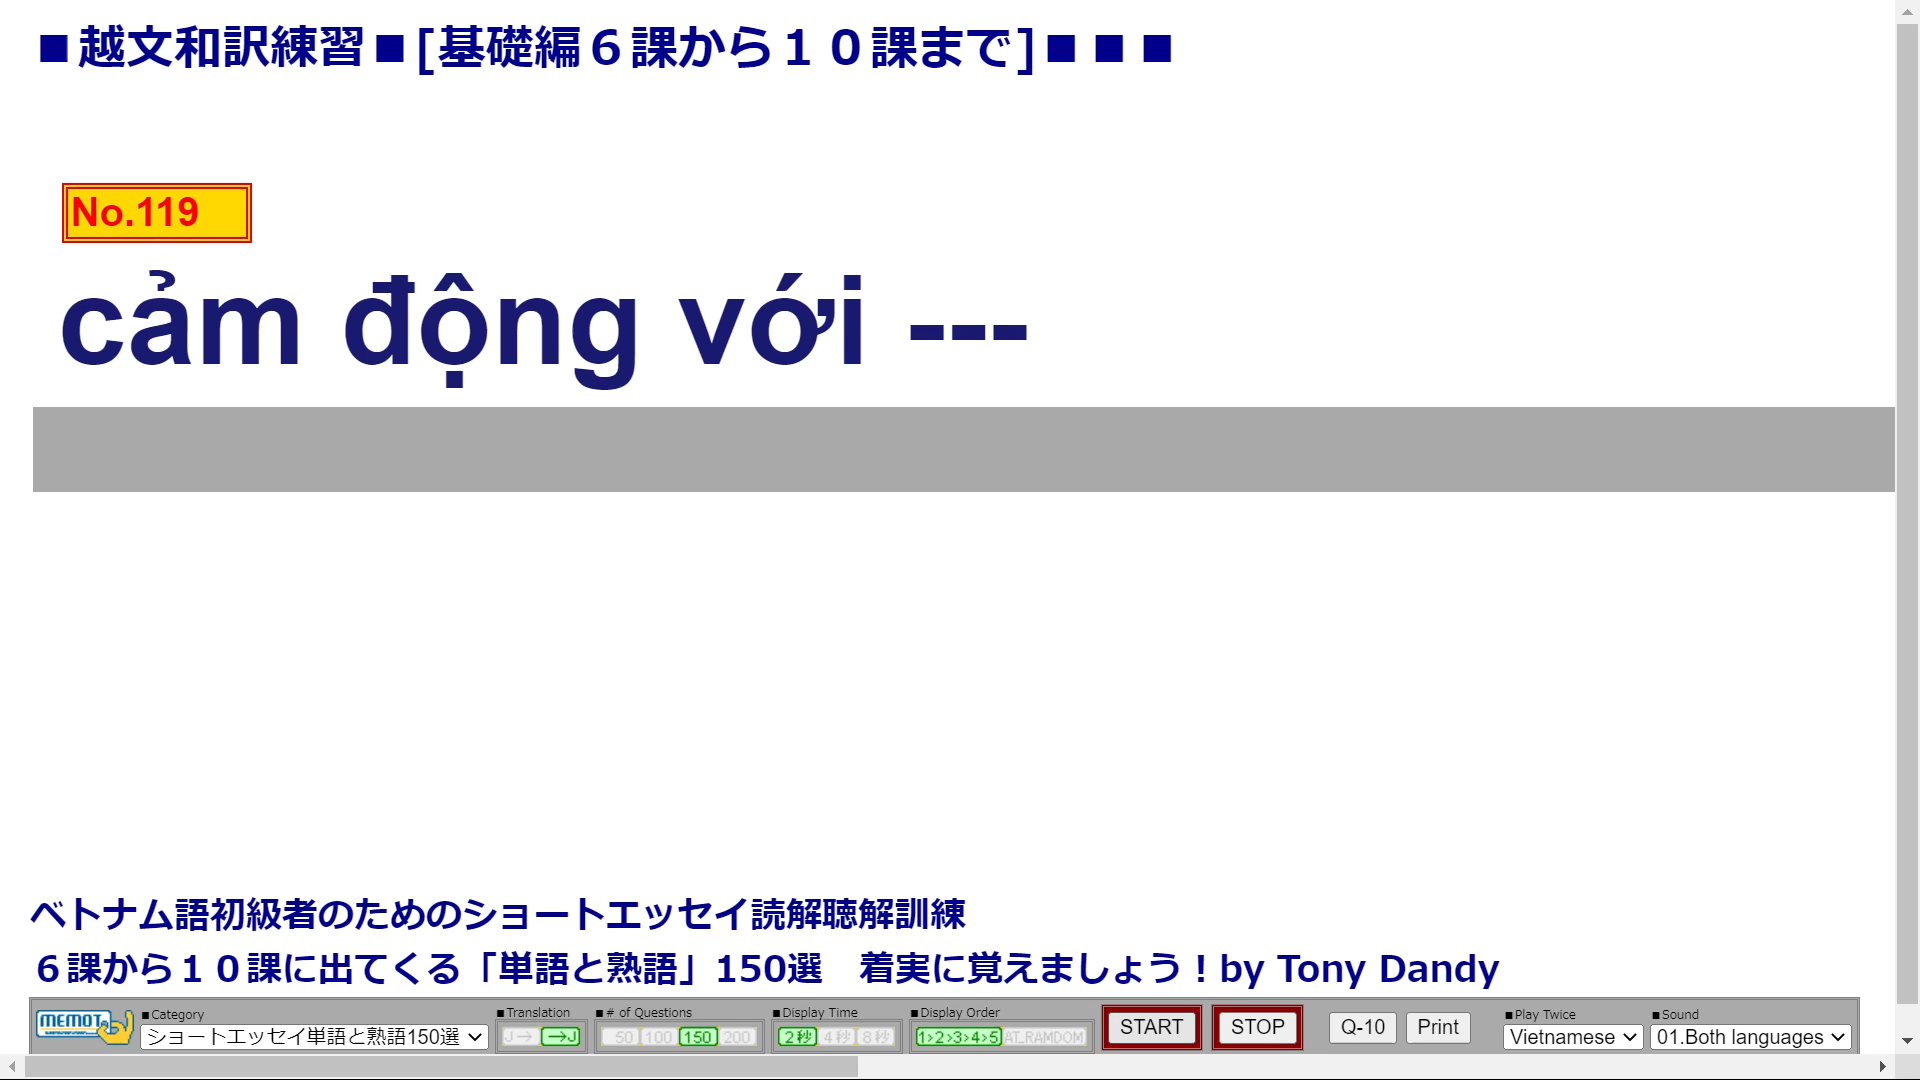 ■越文和訳練習■[基礎編６課から１０課まで]■ ■ ■
No.119
cảm động với ---
ベトナム語初級者のためのショートエッセイ読解聴解訓練
６課から１０課に出てくる「単語と熟語」150選　着実に覚えましょう！by Tony Dandy
MEMOT
■Category
ショートエッセイ単語と熟語150選
■Translation
J→ →J
■# of Questions
50 100 150 200
■Display Time
2秒 4秒 8秒
■Display Order
1>2>3>4>5 AT_RAMDOM
START
STOP
Q-10
Print
■Play Twice
Vietnamese
■Sound
01.Both languages